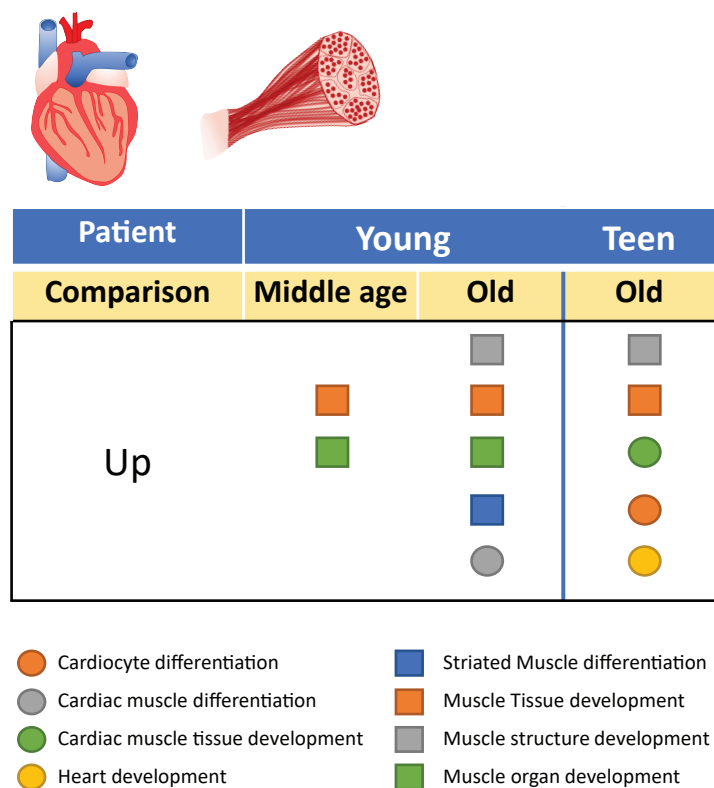 Patient Young Teen
Comparison Middle age Old Old
Up
Cardiocyte differentiation Striated Muscle differentiation
Cardiac muscle differentiation Muscle Tissue development
Cardiac muscle tissue development Muscle structure development
Heart development Muscle organ development